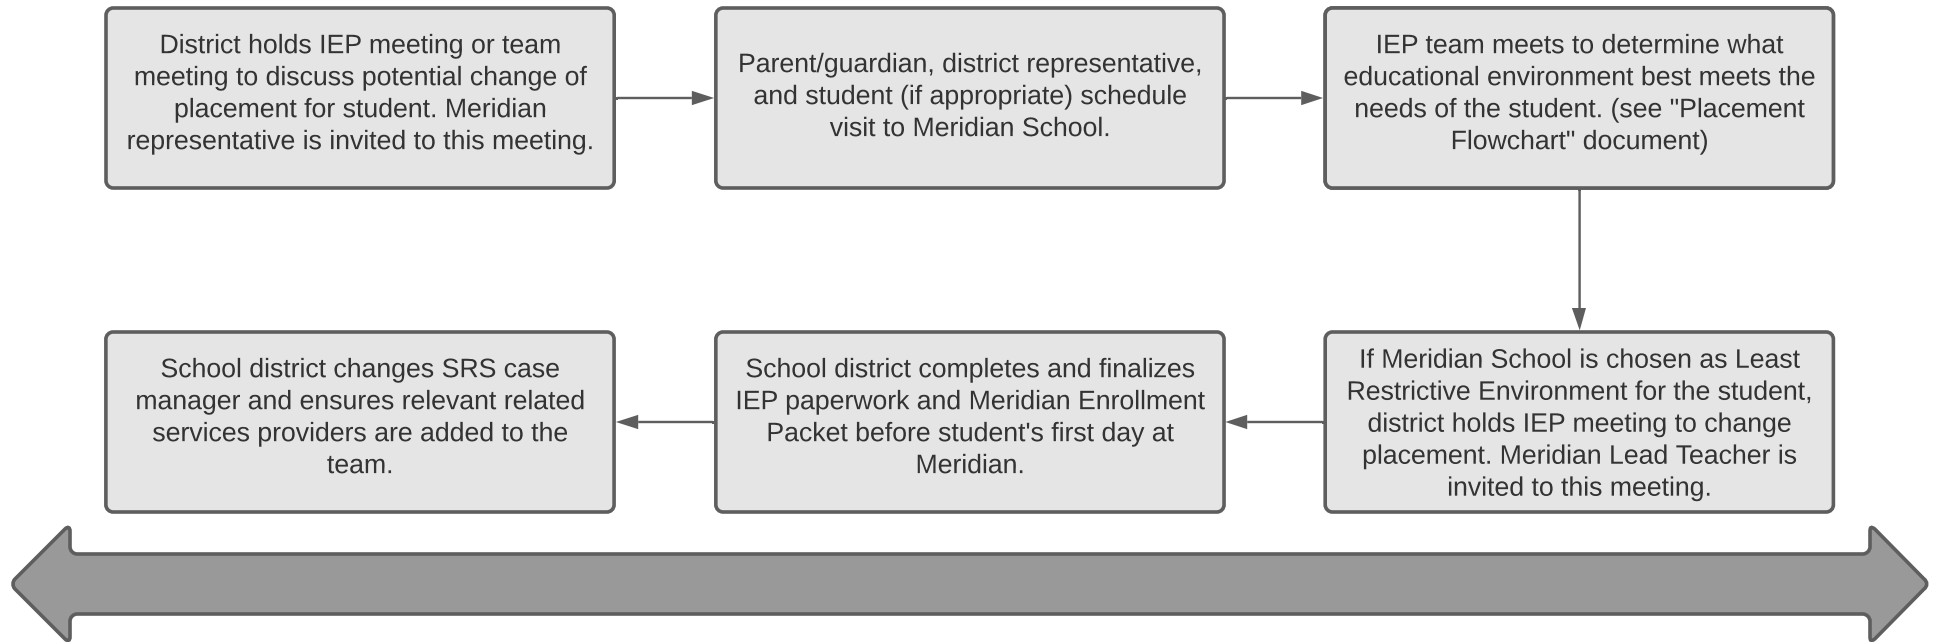 District holds IEP meeting or team
meeting to discuss potential change of
placement for student. Meridian
representative is invited to this meeting.
Parent/guardian, district representative,
and student (if appropriate) schedule
visit to Meridian School.
IEP team meets to determine what
educational environment best meets the
needs of the student. (see "Placement
Flowchart" document)
If Meridian School is chosen as Least
Restrictive Environment for the student,
district holds IEP meeting to change
placement. Meridian Lead Teacher is
invited to this meeting.
School district completes and finalizes
IEP paperwork and Meridian Enrollment
Packet before student's first day at
Meridian.
School district changes SRS case
manager and ensures relevant related
services providers are added to the
team.